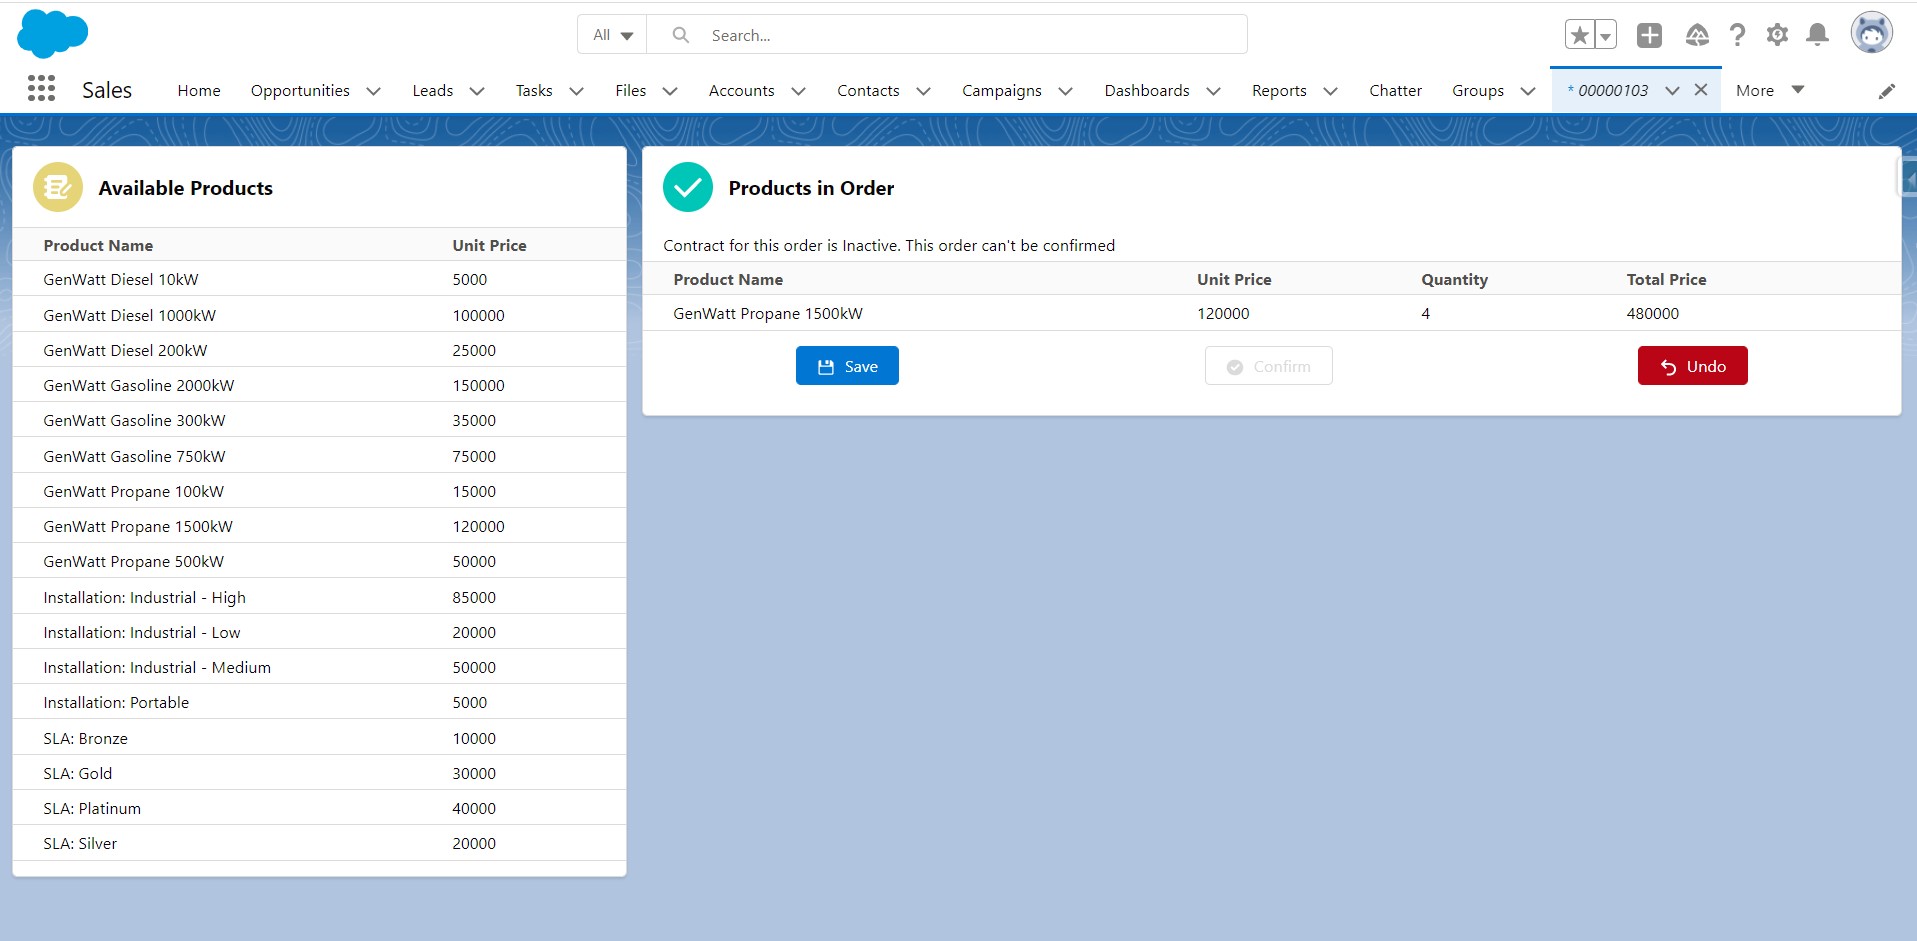 All Search...
Sales Home Opportunities Leads Tasks Files Accounts Contacts Campaigns Dashboards Reports Chatter Groups * 00000103 More
Available Products
Product Name Unit Price
GenWatt Diesel 10kW 5000
GenWatt Diesel 1000kW 100000
GenWatt Diesel 200kW 25000
GenWatt Gasoline 2000kW 150000
GenWatt Gasoline 300kW 35000
GenWatt Gasoline 750kW 75000
GenWatt Propane 100kW 15000
GenWatt Propane 1500kW 120000
GenWatt Propane 500kW 50000
Installation: Industrial - High 85000
Installation: Industrial - Low 20000
Installation: Industrial - Medium 50000
Installation: Portable 5000
SLA: Bronze 10000
SLA: Gold 30000
SLA: Platinum 40000
SLA: Silver 20000
Products in Order
Contract for this order is Inactive. This order can't be confirmed
Product Name Unit Price Quantity Total Price
GenWatt Propane 1500kW 120000 4 480000
Save Confirm Undo